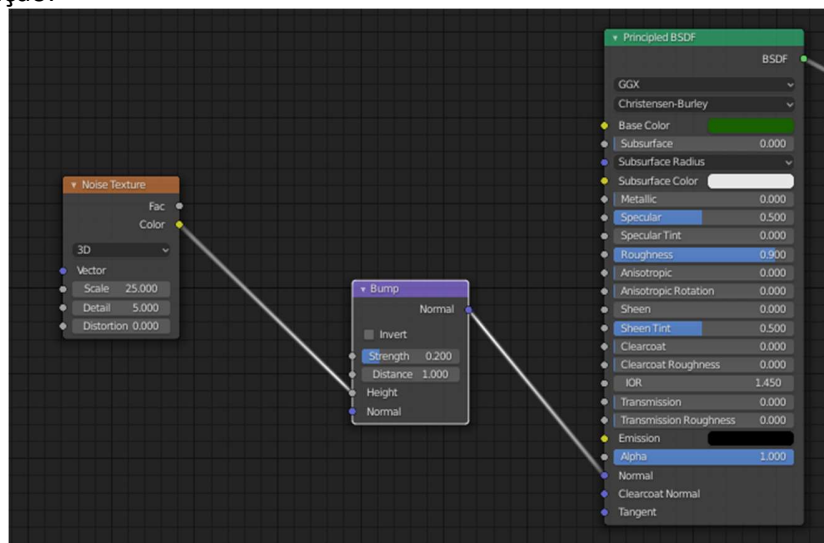 ação.
Noise Texture
Fac
Color
3D
Vector
Scale 25.000
Detail 5.000
Distortion 0.000
Bump
Normal
Invert
Strength 0.200
Distance 1.000
Height
Normal
Principled BSDF
BSDF
GGX
Christensen-Burley
Base Color
Subsurface 0.000
Subsurface Radius
Subsurface Color
Metallic 0.000
Specular 0.500
Specular Tint 0.000
Roughness 0.900
Anisotropic 0.000
Anisotropic Rotation 0.000
Sheen 0.000
Sheen Tint 0.500
Clearcoat 0.000
Clearcoat Roughness 0.000
IOR 1.450
Transmission 0.000
Transmission Roughness 0.000
Emission
Alpha 1.000
Normal
Clearcoat Normal
Tangent